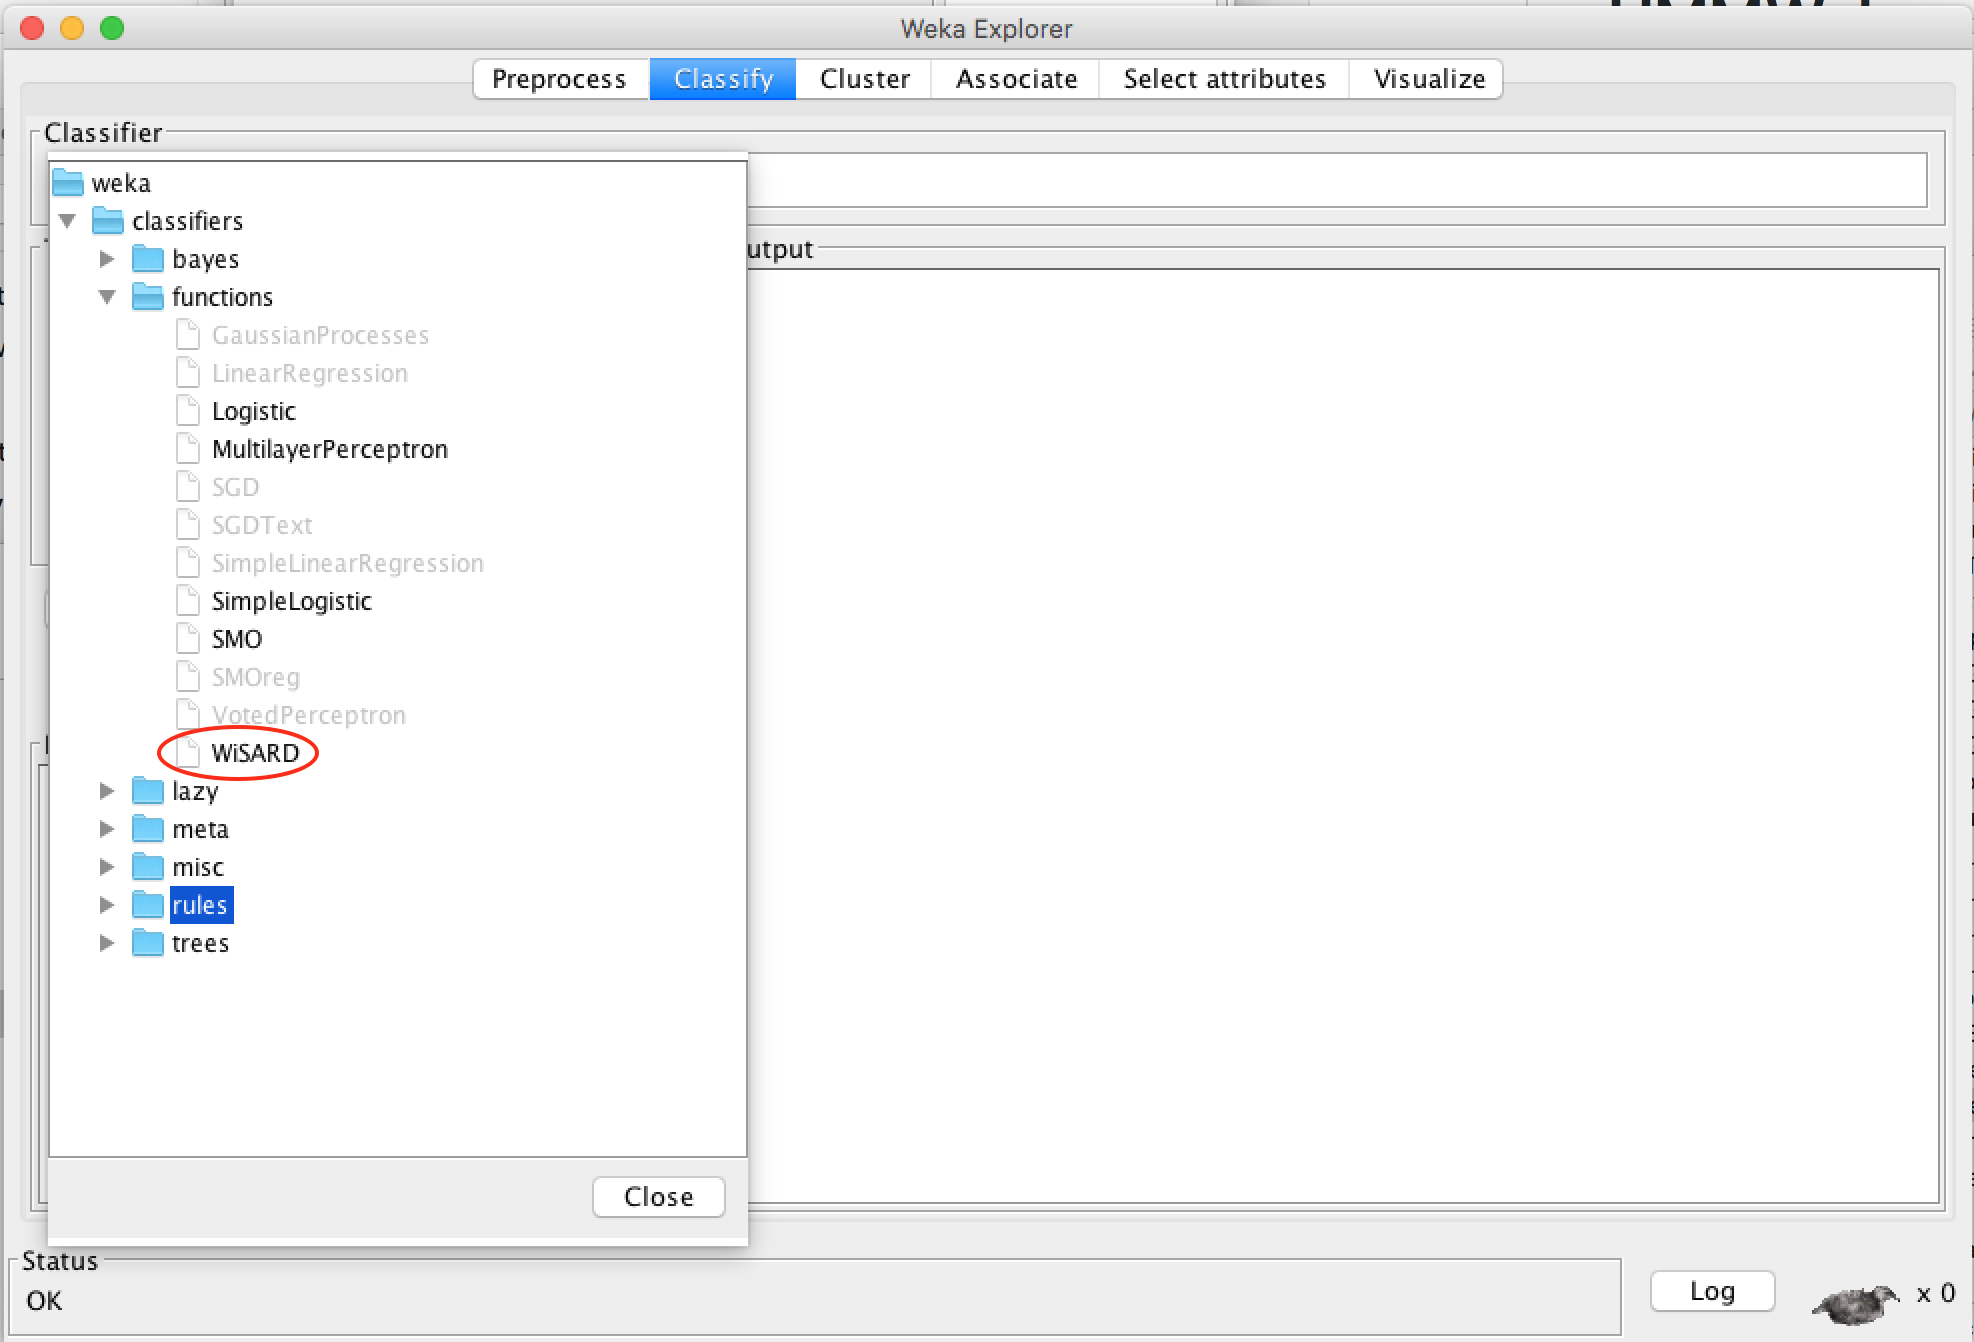 Weka Explorer
Preprocess Classify Cluster Associate Select attributes Visualize
Classifier
weka
classifiers
bayes
utput
functions
GaussianProcesses
LinearRegression
Logistic
MultilayerPerceptron
SGD
SGDText
SimpleLinearRegression
SimpleLogistic
SMO
SMOreg
VotedPerceptron
WiSARD
lazy
meta
misc
rules
trees
Close
Status
OK
Log
x 0